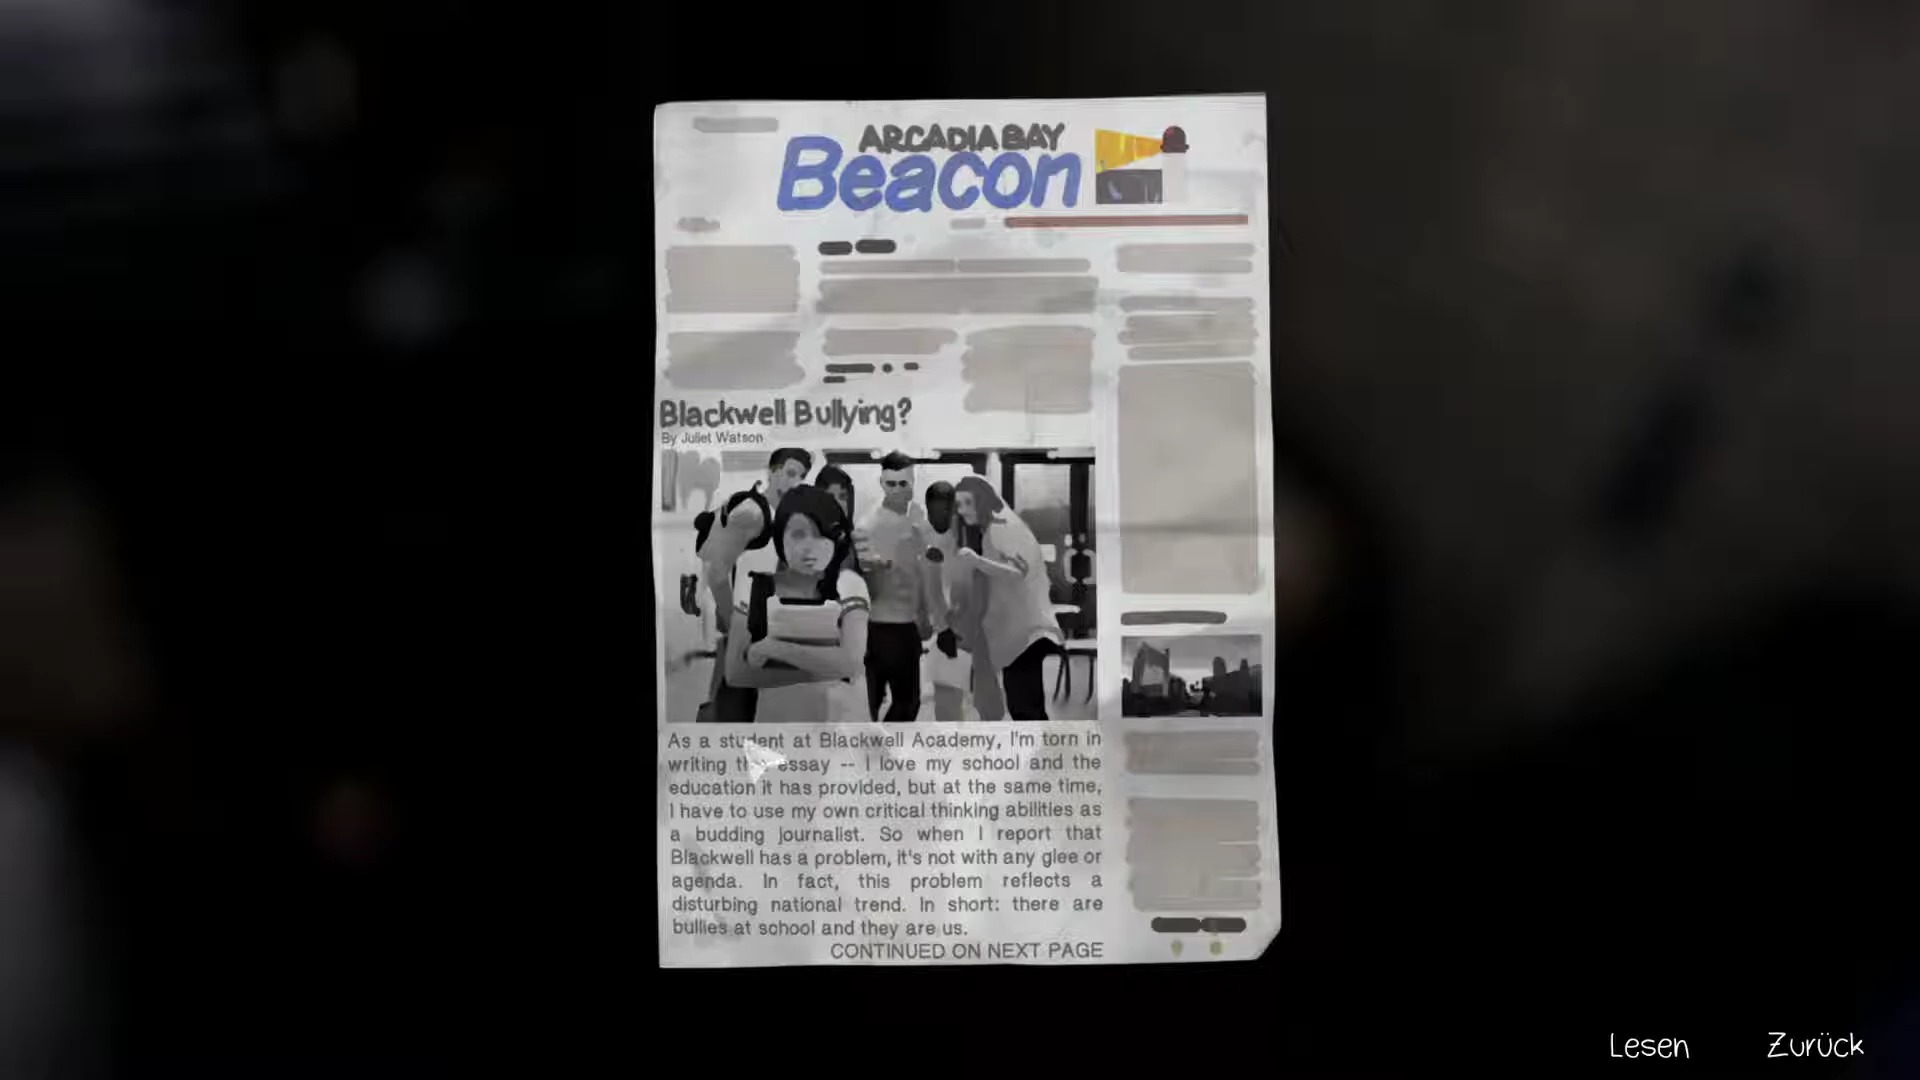 ARCADIA BAY
Beacon
Blackwell Bullying?
By Juliet Watson
As a student at Blackwell Academy, I'm torn in
writing essay -- I love my school and the
education it has provided, but at the same time,
I have to use my own critical thinking abilities as
a budding journalist. So when I report that
Blackwell has a problem, it's not with any glee or
agenda. In fact, this problem reflects a
disturbing national trend. In short: there are
bullies at school and they are us.
CONTINUED ON NEXT PAGE
Lesen Zurück